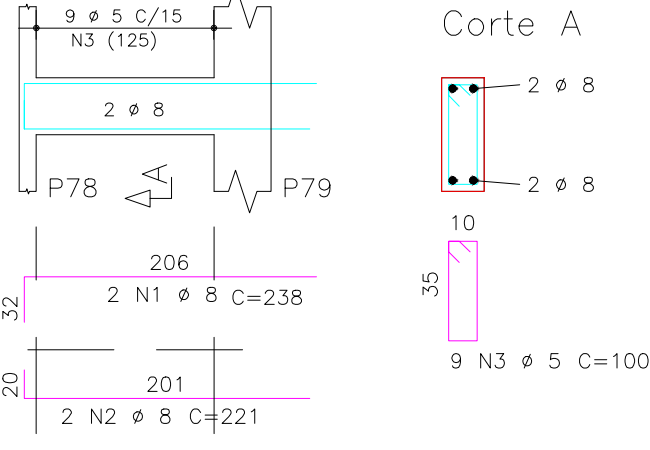 9 ø 5 C/15
N3 (125)
2 ø 8
P78
A
P79
206
2 N1 ø 8 C=238
32
201
20
2 N2 ø 8 C=221
Corte A
2 ø 8
2 ø 8
10
35
9 N3 ø 5 C=100